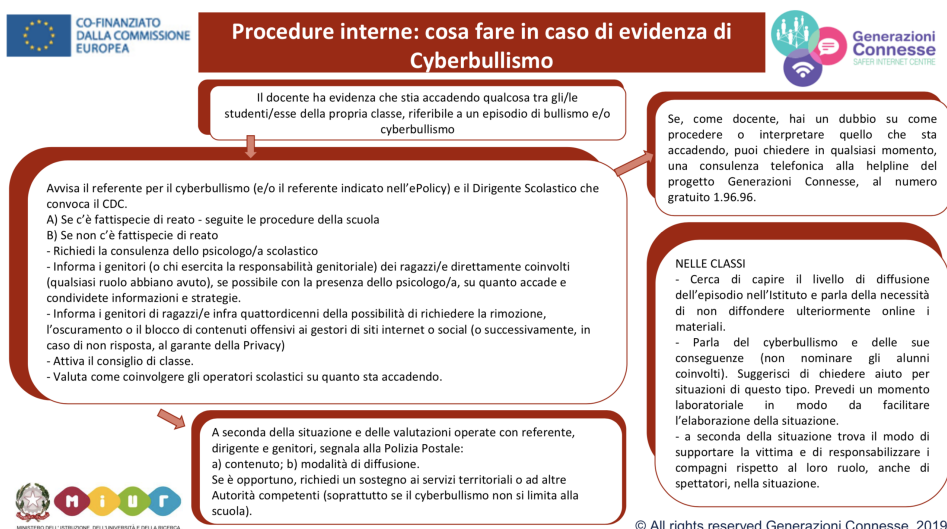 CO-FINANZIATO
DALLA COMMISSIONE
EUROPEA
Procedure interne: cosa fare in caso di evidenza di
Cyberbullismo
Generazioni
Connesse
SAFER INTERNET CENTRE
Il docente ha evidenza che stia accadendo qualcosa tra gli/le
studenti/esse della propria classe, riferibile a un episodio di bullismo e/o
cyberbullismo
Se, come docente, hai un dubbio su come
procedere o interpretare quello che sta
accadendo, puoi chiedere in qualsiasi momento,
una consulenza telefonica alla helpline del
progetto Generazioni Connesse, al numero
gratuito 1.96.96.
Avvisa il referente per il cyberbullismo (e/o il referente indicato nell'ePolicy) e il Dirigente Scolastico che
convoca il CDC.
A) Se c'è fattispecie di reato - seguite le procedure della scuola
B) Se non c'è fattispecie di reato
- Richiedi la consulenza dello psicologo/a scolastico
- Informa i genitori (o chi esercita la responsabilità genitoriale) dei ragazzi/e direttamente coinvolti
(qualsiasi ruolo abbiano avuto), se possibile con la presenza dello psicologo/a, su quanto accade e
condividete informazioni e strategie.
- Informa i genitori di ragazzi/e infra quattordicenni della possibilità di richiedere la rimozione,
l'oscuramento o il blocco di contenuti offensivi ai gestori di siti internet o social (o successivamente, in
caso di non risposta, al garante della Privacy)
- Attiva il consiglio di classe.
- Valuta come coinvolgere gli operatori scolastici su quanto sta accadendo.
NELLE CLASSI
- Cerca di capire il livello di diffusione
dell'episodio nell'Istituto e parla della necessità
di non diffondere ulteriormente online i
materiali.
- Parla del cyberbullismo e delle sue
conseguenze (non nominare gli alunni
coinvolti). Suggerisci di chiedere aiuto per
situazioni di questo tipo. Prevedi un momento
laboratoriale in modo da facilitare
l'elaborazione della situazione.
- a seconda della situazione trova il modo di
supportare la vittima e di responsabilizzare i
compagni rispetto al loro ruolo, anche di
spettatori, nella situazione.
A seconda della situazione e delle valutazioni operate con referente,
dirigente e genitori, segnala alla Polizia Postale:
a) contenuto; b) modalità di diffusione.
Se è opportuno, richiedi un sostegno ai servizi territoriali o ad altre
Autorità competenti (soprattutto se il cyberbullismo non si limita alla
scuola).
MIUR
MINISTERO DELL'ISTRUZIONE, DELL'UNIVERSITÀ E DELLA RICERCA
© All rights reserved Generazioni Connesse 2019